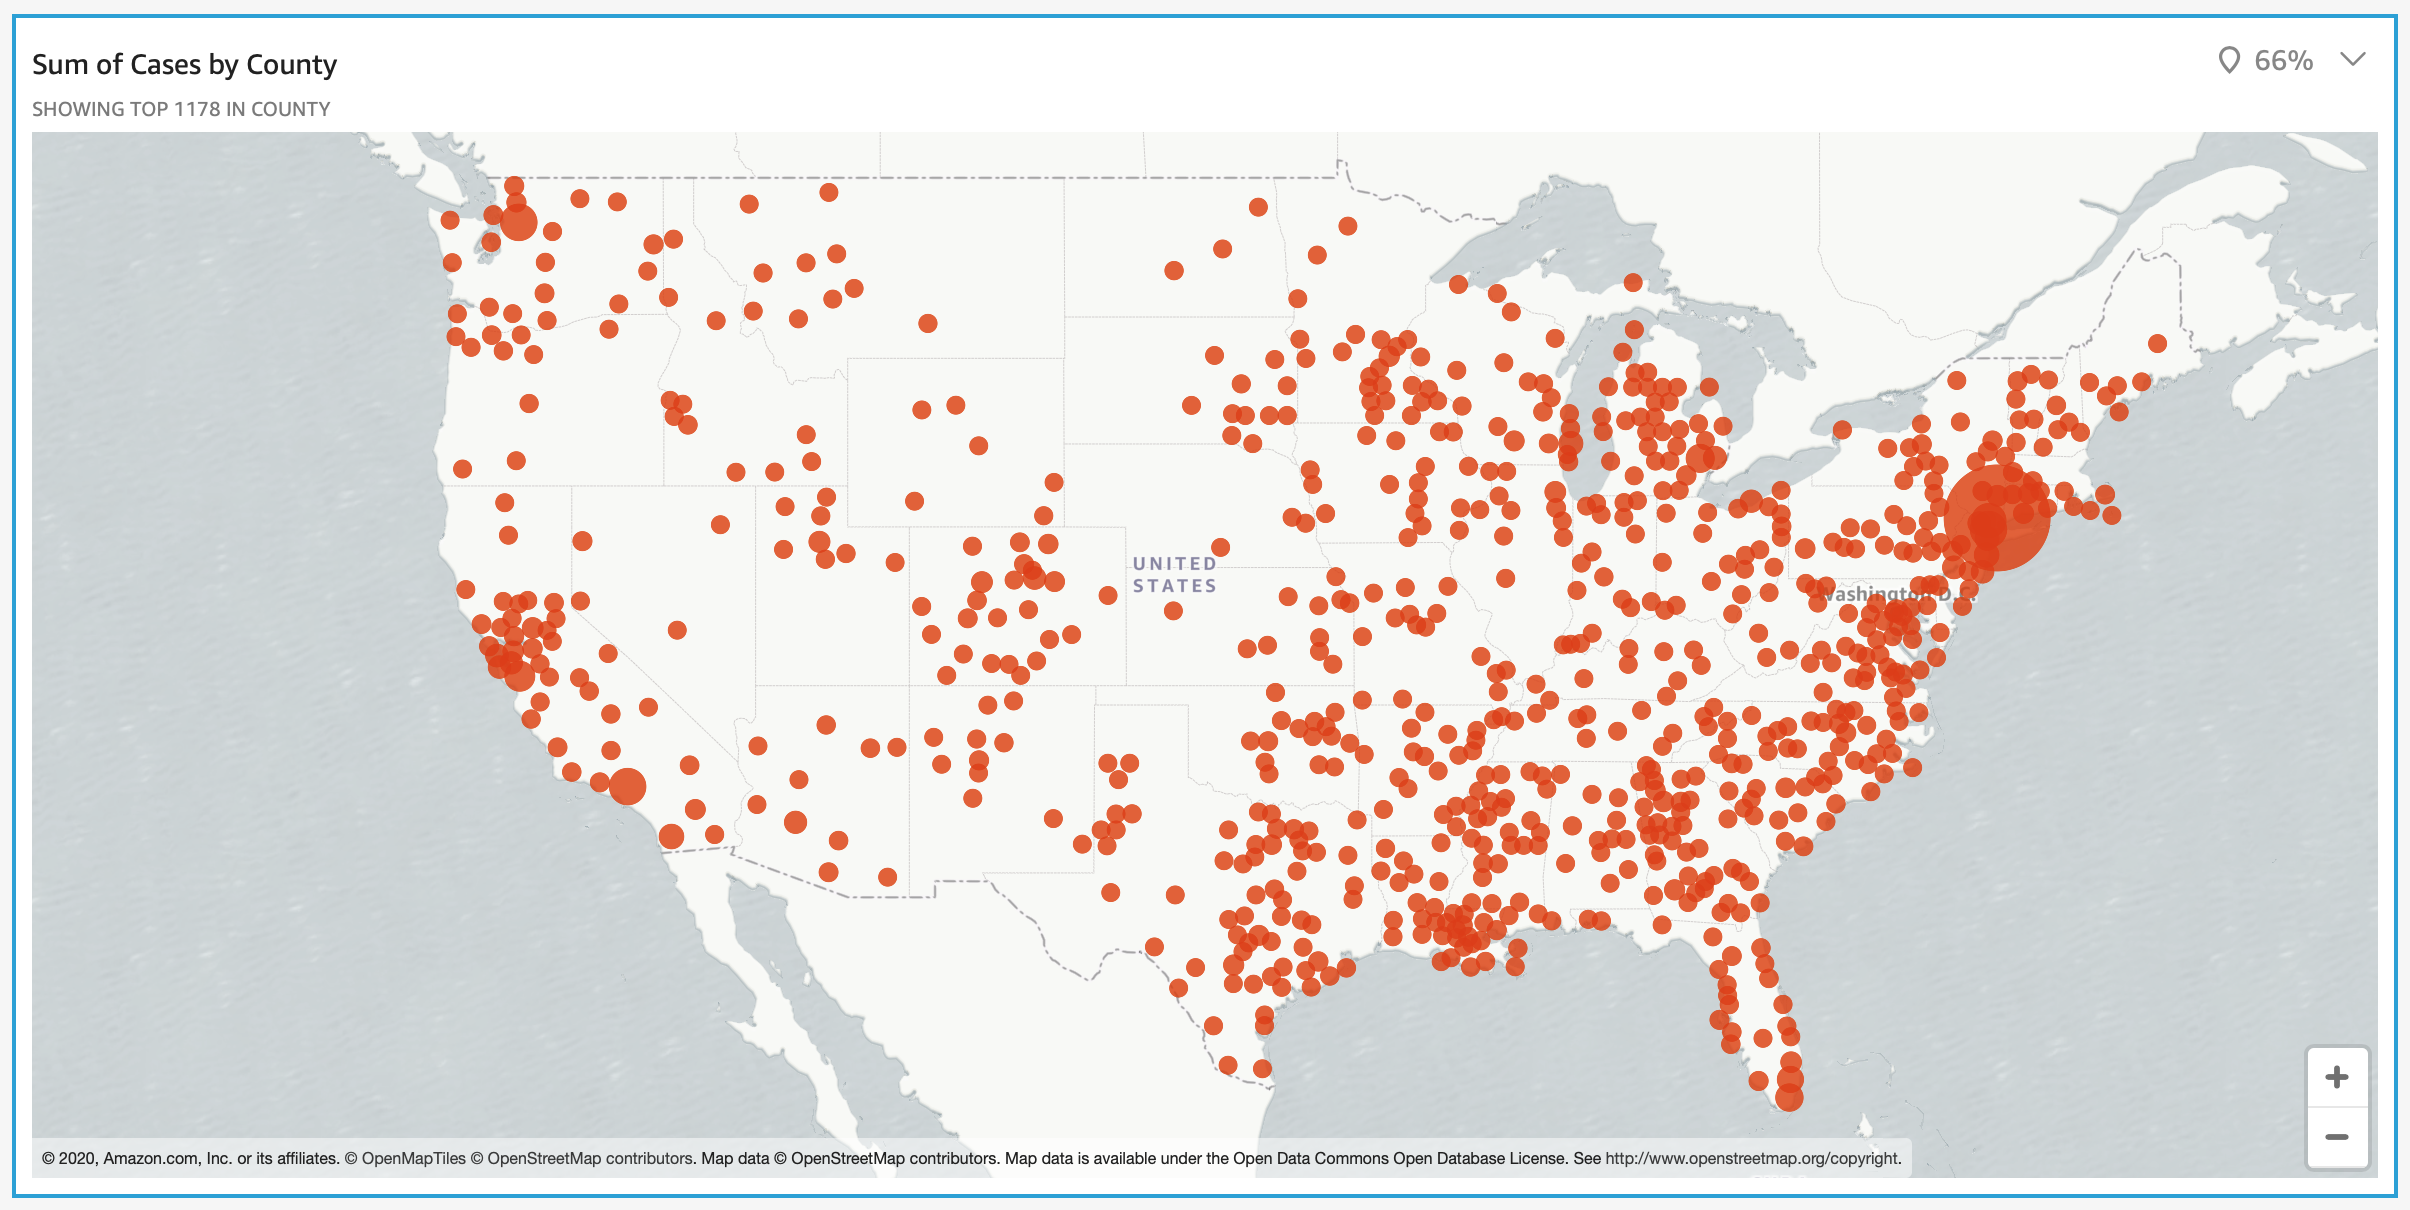 Sum of Cases by County
66%
SHOWING TOP 1178 IN COUNTY
UNITED
STATES
Washington D.C.
+
−
© 2020, Amazon.com, Inc. or its affiliates. © OpenMapTiles © OpenStreetMap contributors. Map data © OpenStreetMap contributors. Map data is available under the Open Data Commons Open Database License. See http://www.openstreetmap.org/copyright.